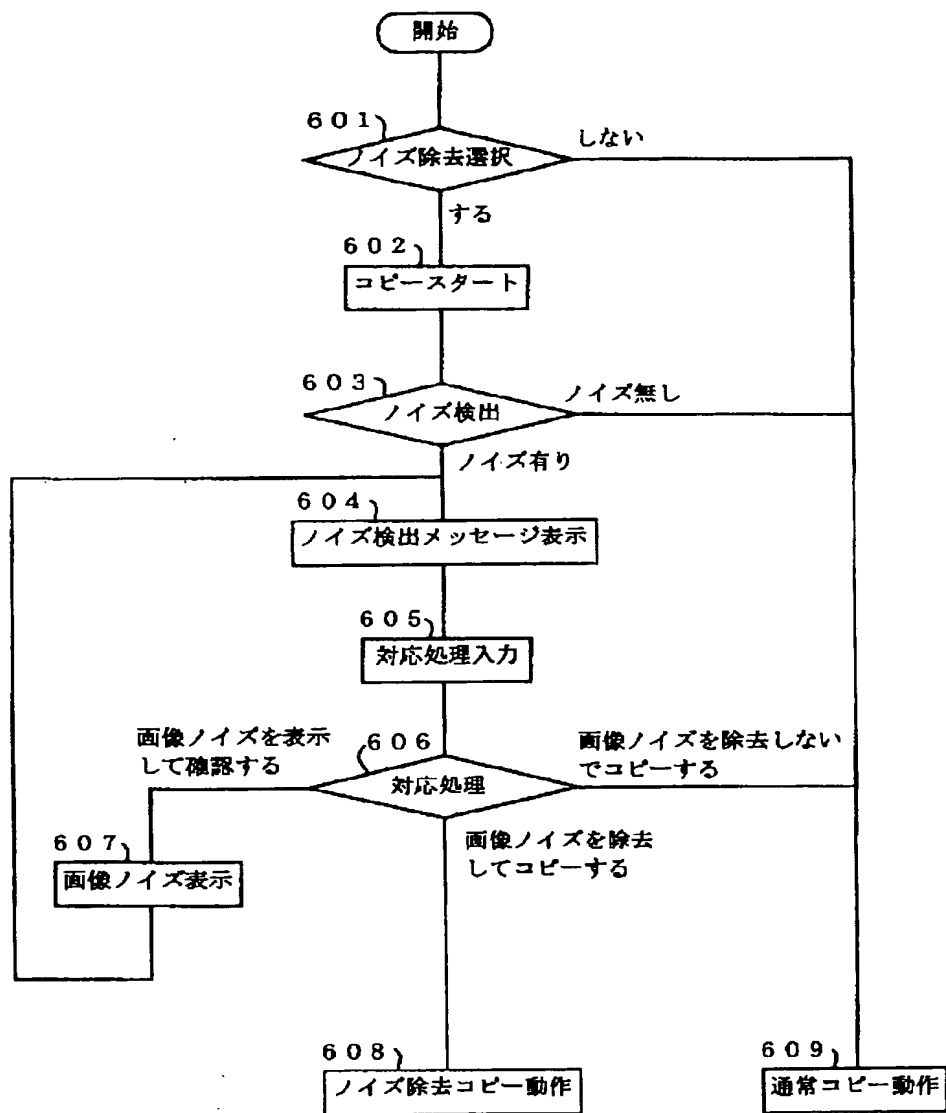 開始
６０１
ノイズ除去選択
しない
する
６０２
コピースタート
６０３
ノイズ検出
ノイズ無し
ノイズ有り
６０４
ノイズ検出メッセージ表示
６０５
対応処理入力
画像ノイズを表示
して確認する
６０６
対応処理
画像ノイズを除去しない
でコピーする
画像ノイズを除去
してコピーする
６０７
画像ノイズ表示
６０８
ノイズ除去コピー動作
６０９
通常コピー動作